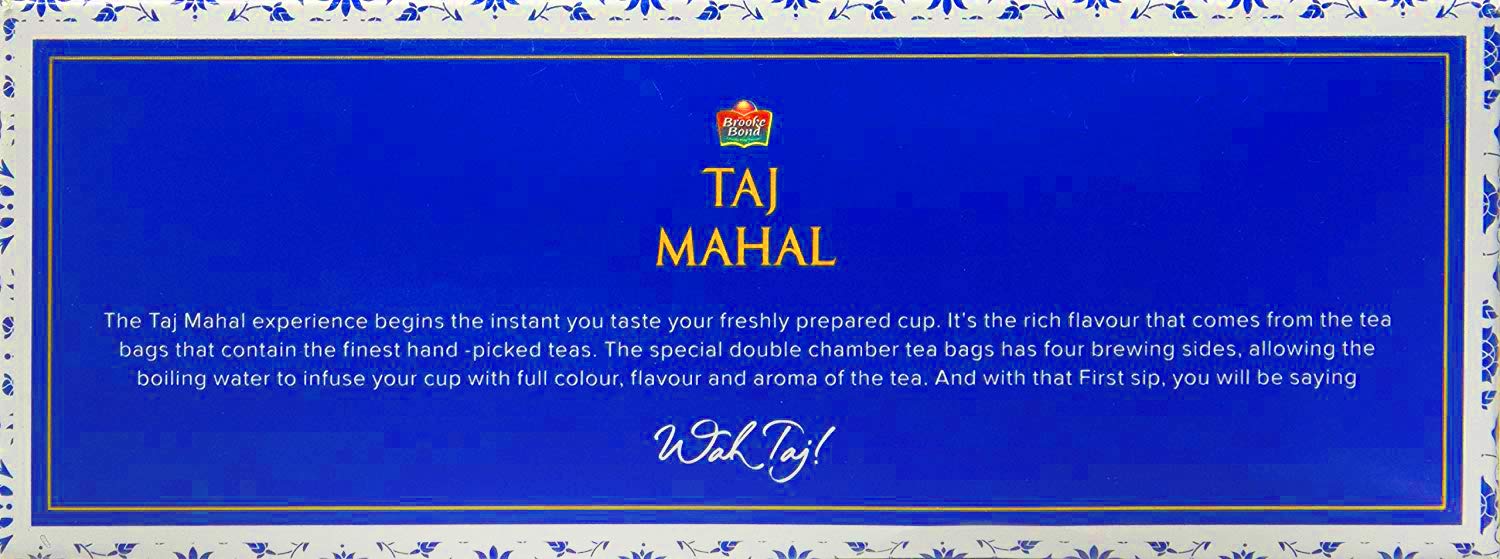 Brooke
Bond
TAJ
MAHAL
The Taj Mahal experience begins the instant you taste your freshly prepared cup. It's the rich flavour that comes from the tea
bags that contain the finest hand -picked teas. The special double chamber tea bags has four brewing sides, allowing the
boiling water to infuse your cup with full colour, flavour and aroma of the tea. And with that First sip, you will be saying
Wah Taj!